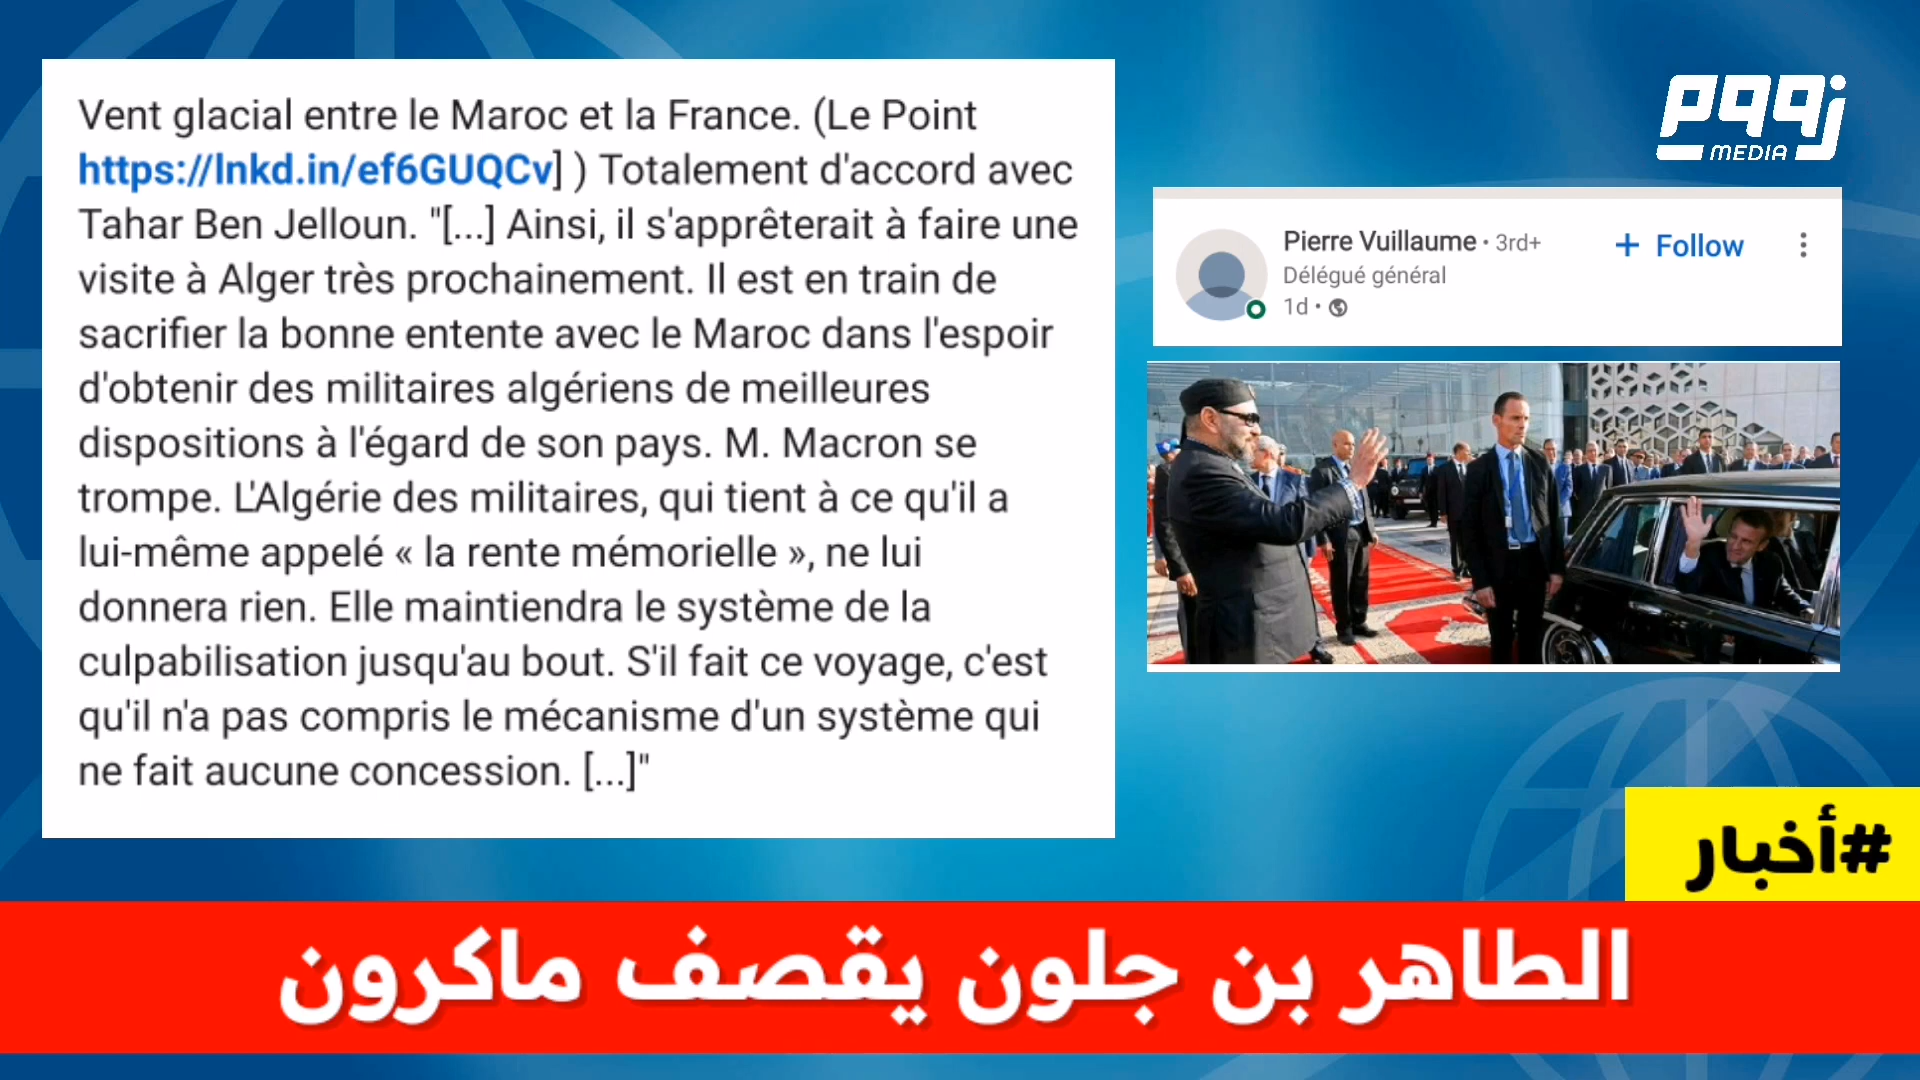 Vent glacial entre le Maroc et la France. (Le Point
https://lnkd.in/ef6GUQCv] ) Totalement d'accord avec
Tahar Ben Jelloun. "[...] Ainsi, il s'apprêterait à faire une
visite à Alger très prochainement. Il est en train de
sacrifier la bonne entente avec le Maroc dans l'espoir
d'obtenir des militaires algériens de meilleures
dispositions à l'égard de son pays. M. Macron se
trompe. L'Algérie des militaires, qui tient à ce qu'il a
lui-même appelé « la rente mémorielle », ne lui
donnera rien. Elle maintiendra le système de la
culpabilisation jusqu'au bout. S'il fait ce voyage, c'est
qu'il n'a pas compris le mécanisme d'un système qui
ne fait aucune concession. [...]"
زووم
MEDIA
Pierre Vuillaume • 3rd+
+ Follow
Délégué général
1d •
#أخبار
الطاهر بن جلون يقصف ماكرون